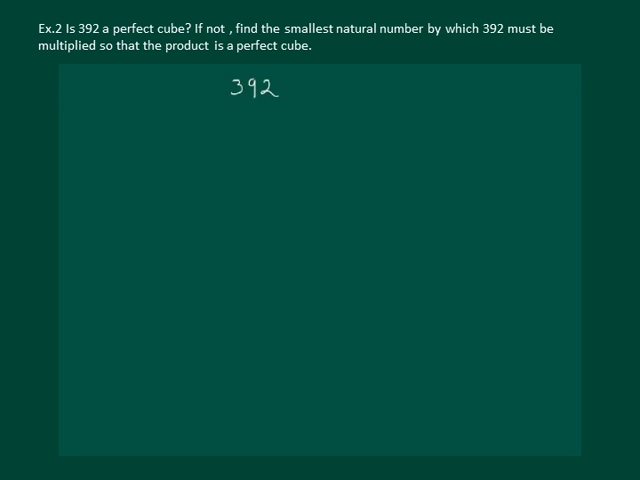 Ex.2 Is 392 a perfect cube? If not , find the smallest natural number by which 392 must be
multiplied so that the product is a perfect cube.
392